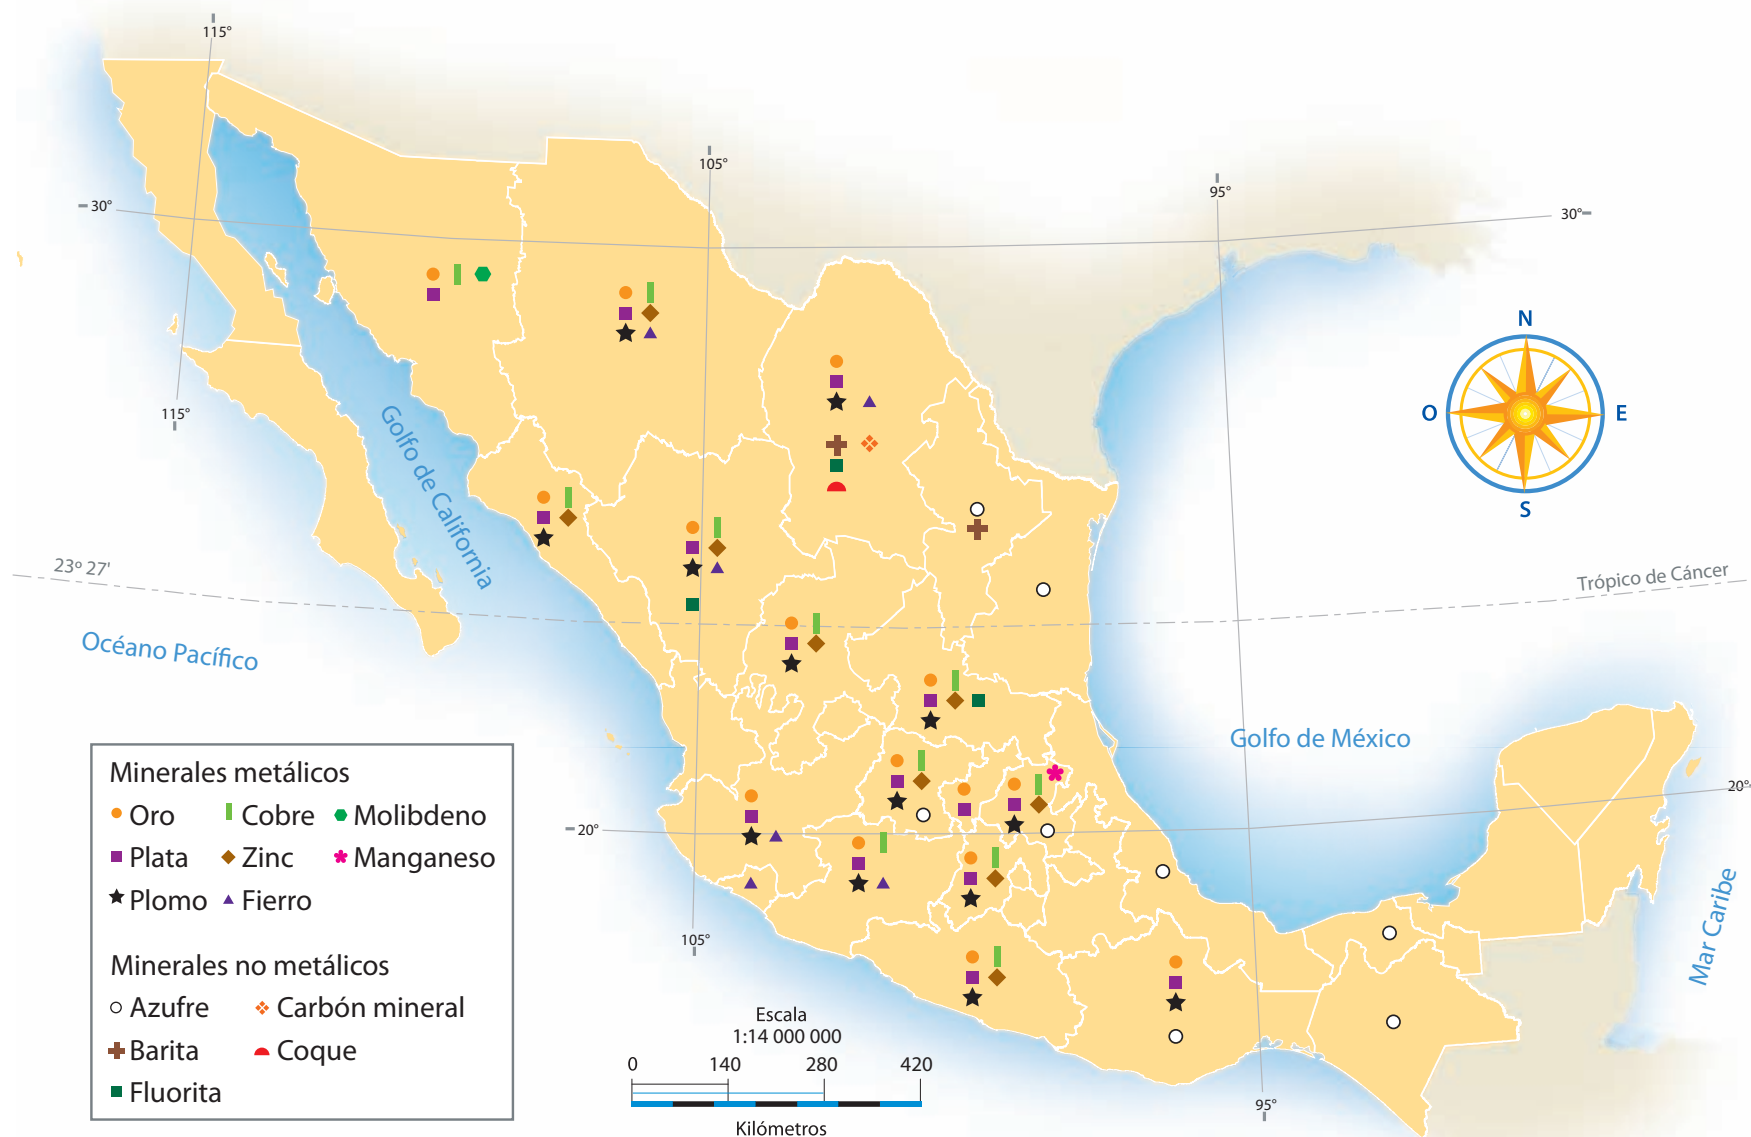 115°
105°
95°
30°
30°
N
O
E
S
115°
Golfo de California
23º 27'
Trópico de Cáncer
Océano Pacífico
Golfo de México
20°
20°
Mar Caribe
105°
95°
Minerales metálicos
Oro Cobre Molibdeno
Plata Zinc Manganeso
Plomo Fierro
Minerales no metálicos
Azufre Carbón mineral
Barita Coque
Fluorita
Escala
1:14 000 000
0 140 280 420
Kilómetros